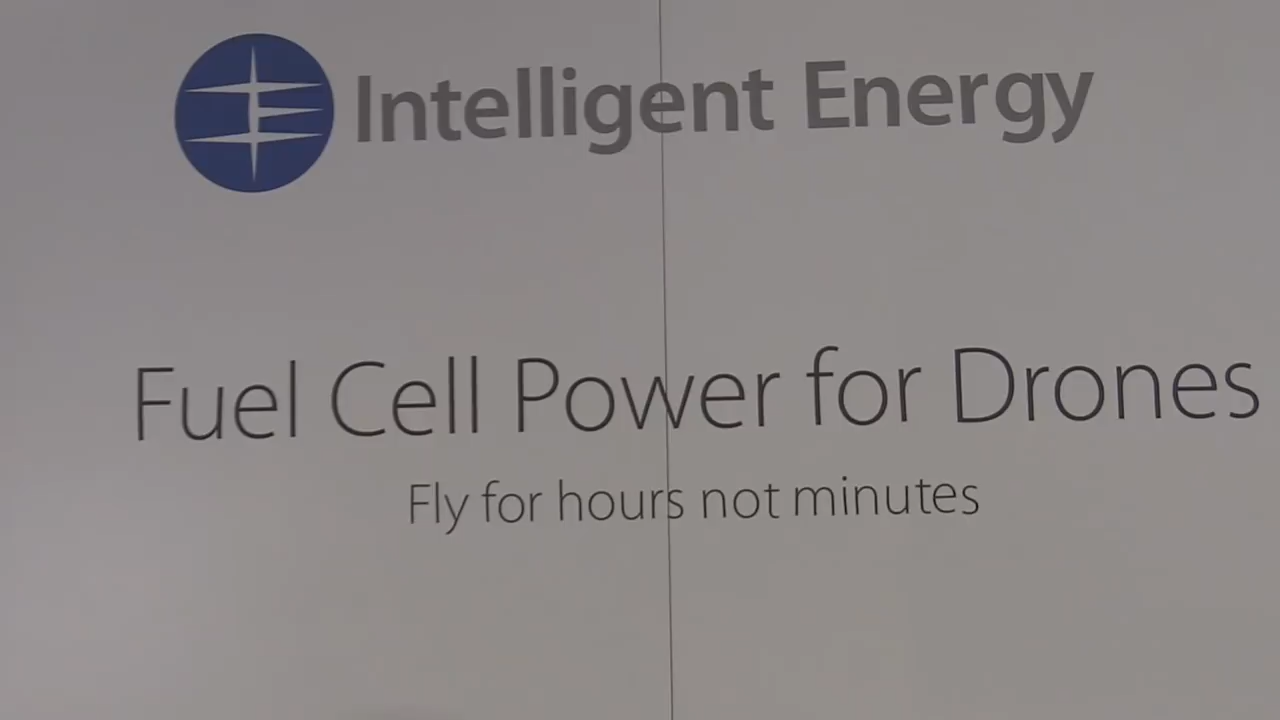 Intelligent Energy
Fuel Cell Power for Drones
Fly for hours not minutes